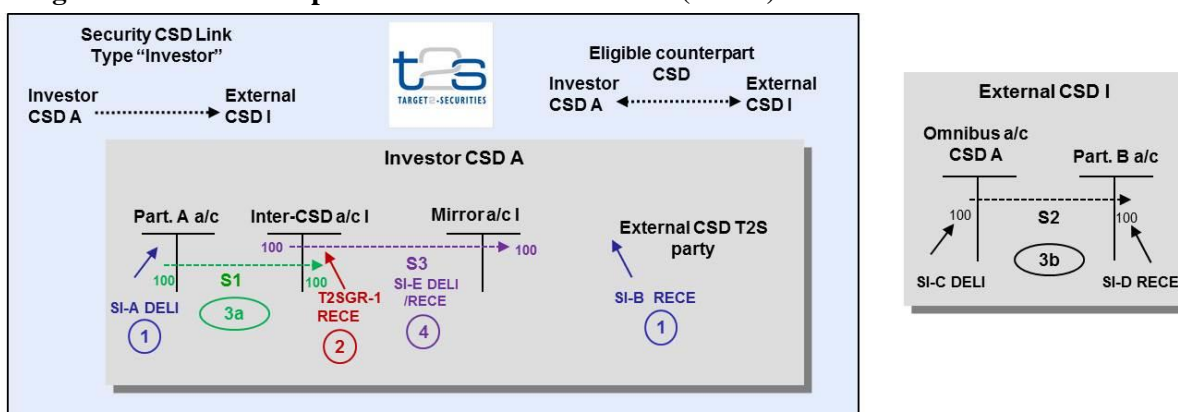 Security CSD Link
Type “Investor”
Investor
CSD A
External
CSD I
t2s
TARGET2-SECURITIES
Eligible counterpart
CSD
Investor
CSD A
External
CSD I
Investor CSD A
Part. A a/c
Inter-CSD a/c I
Mirror a/c I
External CSD T2S
party
100
100
100
100
S1
S3
SI-A DELI
T2SGR-1
RECE
SI-E DELI
/RECE
SI-B RECE
1
3a
2
4
1
External CSD I
Omnibus a/c
CSD A
Part. B a/c
100
100
S2
SI-C DELI
3b
SI-D RECE